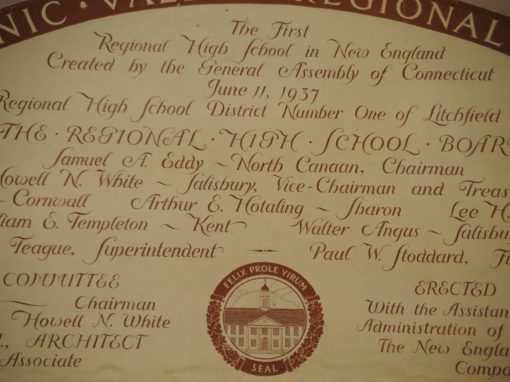 NIC · VALLEY REGIONAL
The First
Regional High School in New England
Created by the General Assembly of Connecticut
June 11, 1937
Regional High School District Number One of Litchfield
THE · REGIONAL · HIGH · SCHOOL · BOAR
Samuel A. Eddy ~ North Canaan, Chairman
Howell N. White ~ Salisbury, Vice-Chairman and Treas
~ Cornwall Arthur E. Hotaling ~ Sharon Lee H
liam E. Templeton ~ Kent Walter Angus ~ Salisbu
Teague, Superintendent Paul W. Stoddard,
COMMITTEE
~ Chairman
Howell N. White
ARCHITECT
Associate
FELIX PROLE VIRUM
SEAL
ERECTED
With the Assistan
Administration of
The New Englan
Compa